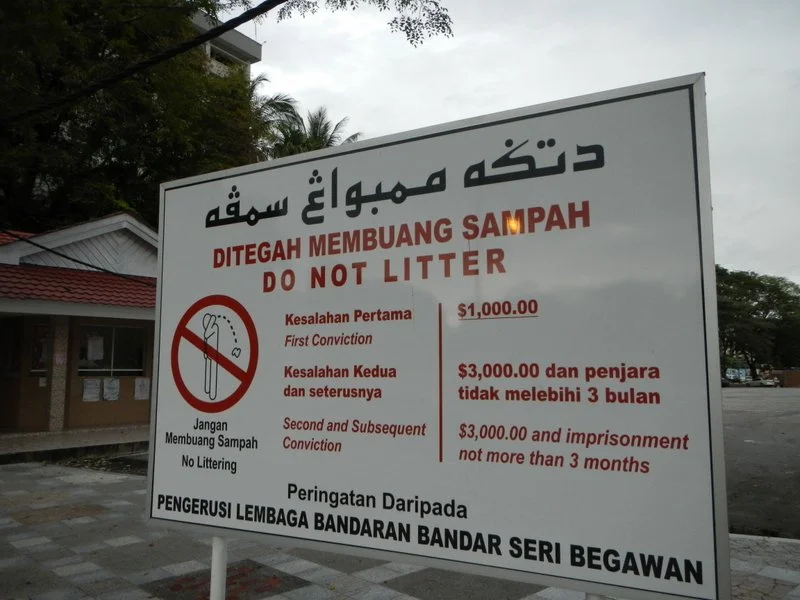 دتݢه ممبواڠ سمڤه
DITEGAH MEMBUANG SAMPAH
DO NOT LITTER
Jangan
Membuang Sampah
No Littering
Kesalahan Pertama
First Conviction
$1,000.00
Kesalahan Kedua
dan seterusnya
$3,000.00 dan penjara
tidak melebihi 3 bulan
Second and Subsequent
Conviction
$3,000.00 and imprisonment
not more than 3 months
Peringatan Daripada
PENGERUSI LEMBAGA BANDARAN BANDAR SERI BEGAWAN